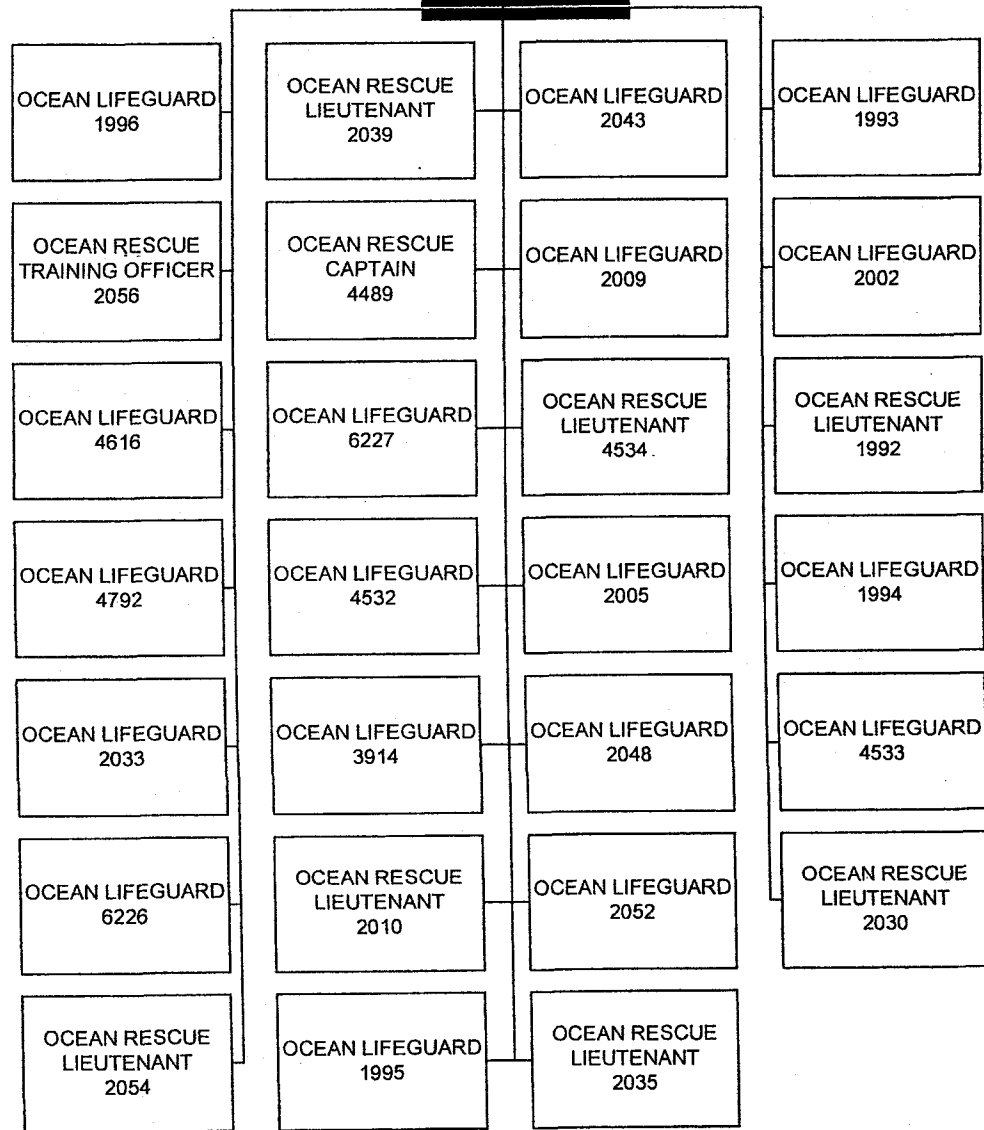 OCEAN LIFEGUARD
1996
OCEAN RESCUE
LIEUTENANT
2039
OCEAN LIFEGUARD
2043
OCEAN LIFEGUARD
1993
OCEAN RESCUE
TRAINING OFFICER
2056
OCEAN RESCUE
CAPTAIN
4489
OCEAN LIFEGUARD
2009
OCEAN LIFEGUARD
2002
OCEAN LIFEGUARD
4616
OCEAN LIFEGUARD
6227
OCEAN RESCUE
LIEUTENANT
4534
OCEAN RESCUE
LIEUTENANT
1992
OCEAN LIFEGUARD
4792
OCEAN LIFEGUARD
4532
OCEAN LIFEGUARD
2005
OCEAN LIFEGUARD
1994
OCEAN LIFEGUARD
2033
OCEAN LIFEGUARD
3914
OCEAN LIFEGUARD
2048
OCEAN LIFEGUARD
4533
OCEAN LIFEGUARD
6226
OCEAN RESCUE
LIEUTENANT
2010
OCEAN LIFEGUARD
2052
OCEAN RESCUE
LIEUTENANT
2030
OCEAN RESCUE
LIEUTENANT
2054
OCEAN LIFEGUARD
1995
OCEAN RESCUE
LIEUTENANT
2035